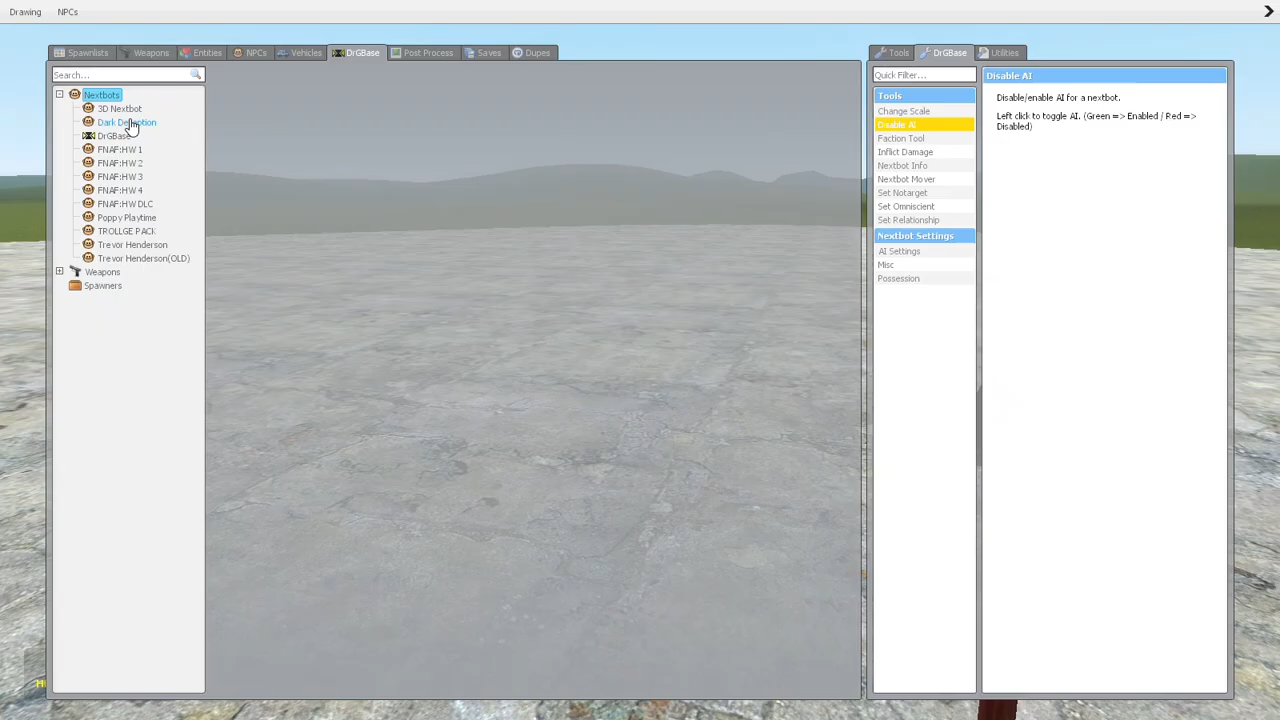 Drawing NPCs
Spawnlists Weapons Entities NPCs Vehicles DrGBase Post Process Saves Dupes
Search...
Nextbots
3D Nextbot
Dark Deception
DrGBase
FNAF:HW 1
FNAF:HW 2
FNAF:HW 3
FNAF:HW 4
FNAF:HW DLC
Poppy Playtime
TROLLGE PACK
Trevor Henderson
Trevor Henderson(OLD)
Weapons
Spawners
Tools DrGBase Utilities
Quick Filter...
Tools
Change Scale
Disable AI
Faction Tool
Inflict Damage
Nextbot Info
Nextbot Mover
Set Notarget
Set Omniscient
Set Relationship
Nextbot Settings
AI Settings
Misc
Possession
Disable AI
Disable/enable AI for a nextbot.
Left click to toggle AI. (Green => Enabled / Red =>
Disabled)